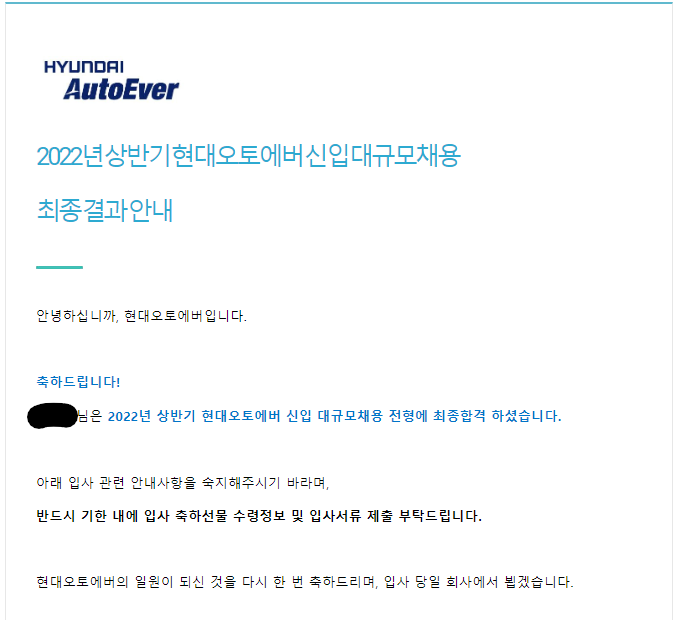 HYUNDAI
AutoEver
2022년상반기현대오토에버신입대규모채용
최종결과안내
안녕하십니까, 현대오토에버입니다.
축하드립니다!
님은 2022년 상반기 현대오토에버 신입 대규모채용 전형에 최종합격 하셨습니다.
아래 입사 관련 안내사항을 숙지해주시기 바라며,
반드시 기한 내에 입사 축하선물 수령정보 및 입사서류 제출 부탁드립니다.
현대오토에버의 일원이 되신 것을 다시 한 번 축하드리며, 입사 당일 회사에서 뵙겠습니다.